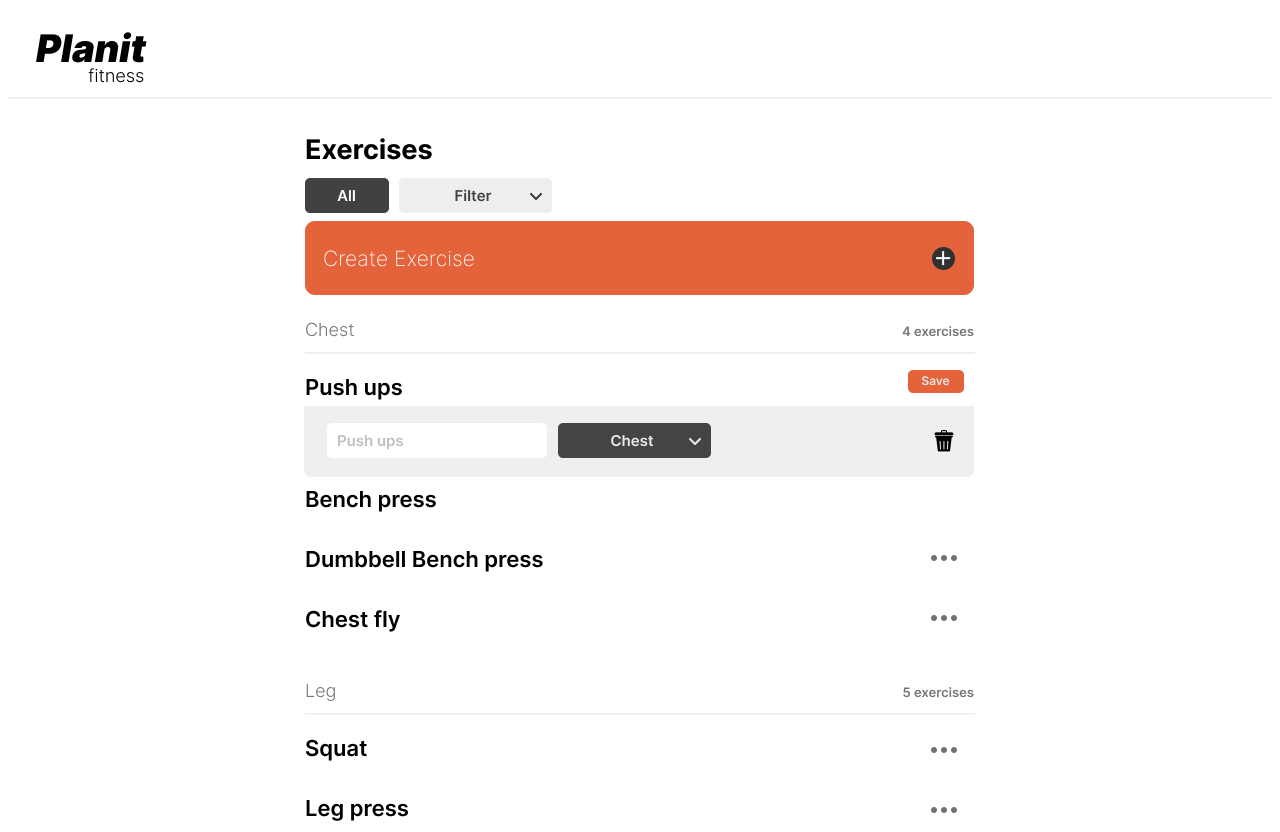 Planit
fitness
Exercises
All
Filter
Create Exercise
Chest
4 exercises
Push ups
Save
Push ups
Chest
Bench press
Dumbbell Bench press
Chest fly
Leg
5 exercises
Squat
Leg press